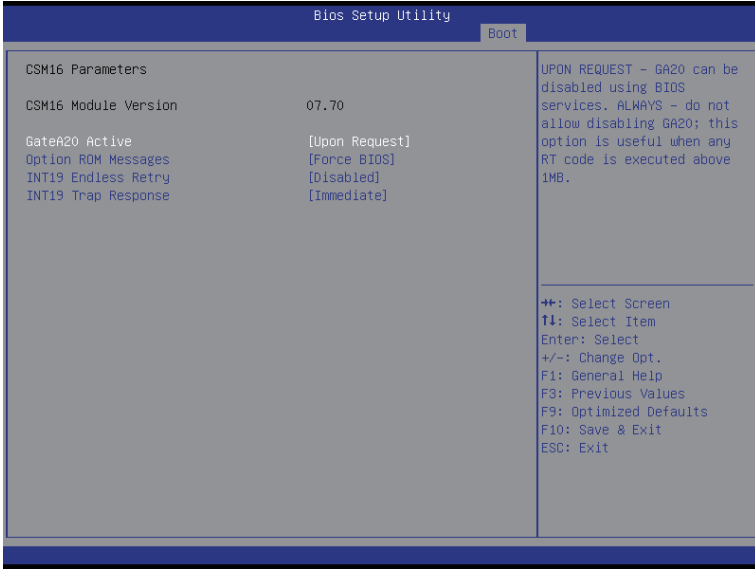 Bios Setup Utility
Boot
CSM16 Parameters
CSM16 Module Version 07.70
GateA20 Active [Upon Request]
Option ROM Messages [Force BIOS]
INT19 Endless Retry [Disabled]
INT19 Trap Response [Immediate]
UPON REQUEST - GA20 can be
disabled using BIOS
services. ALWAYS - do not
allow disabling GA20; this
option is useful when any
RT code is executed above
1MB.
→←: Select Screen
↑↓: Select Item
Enter: Select
+/-: Change Opt.
F1: General Help
F3: Previous Values
F9: Optimized Defaults
F10: Save & Exit
ESC: Exit